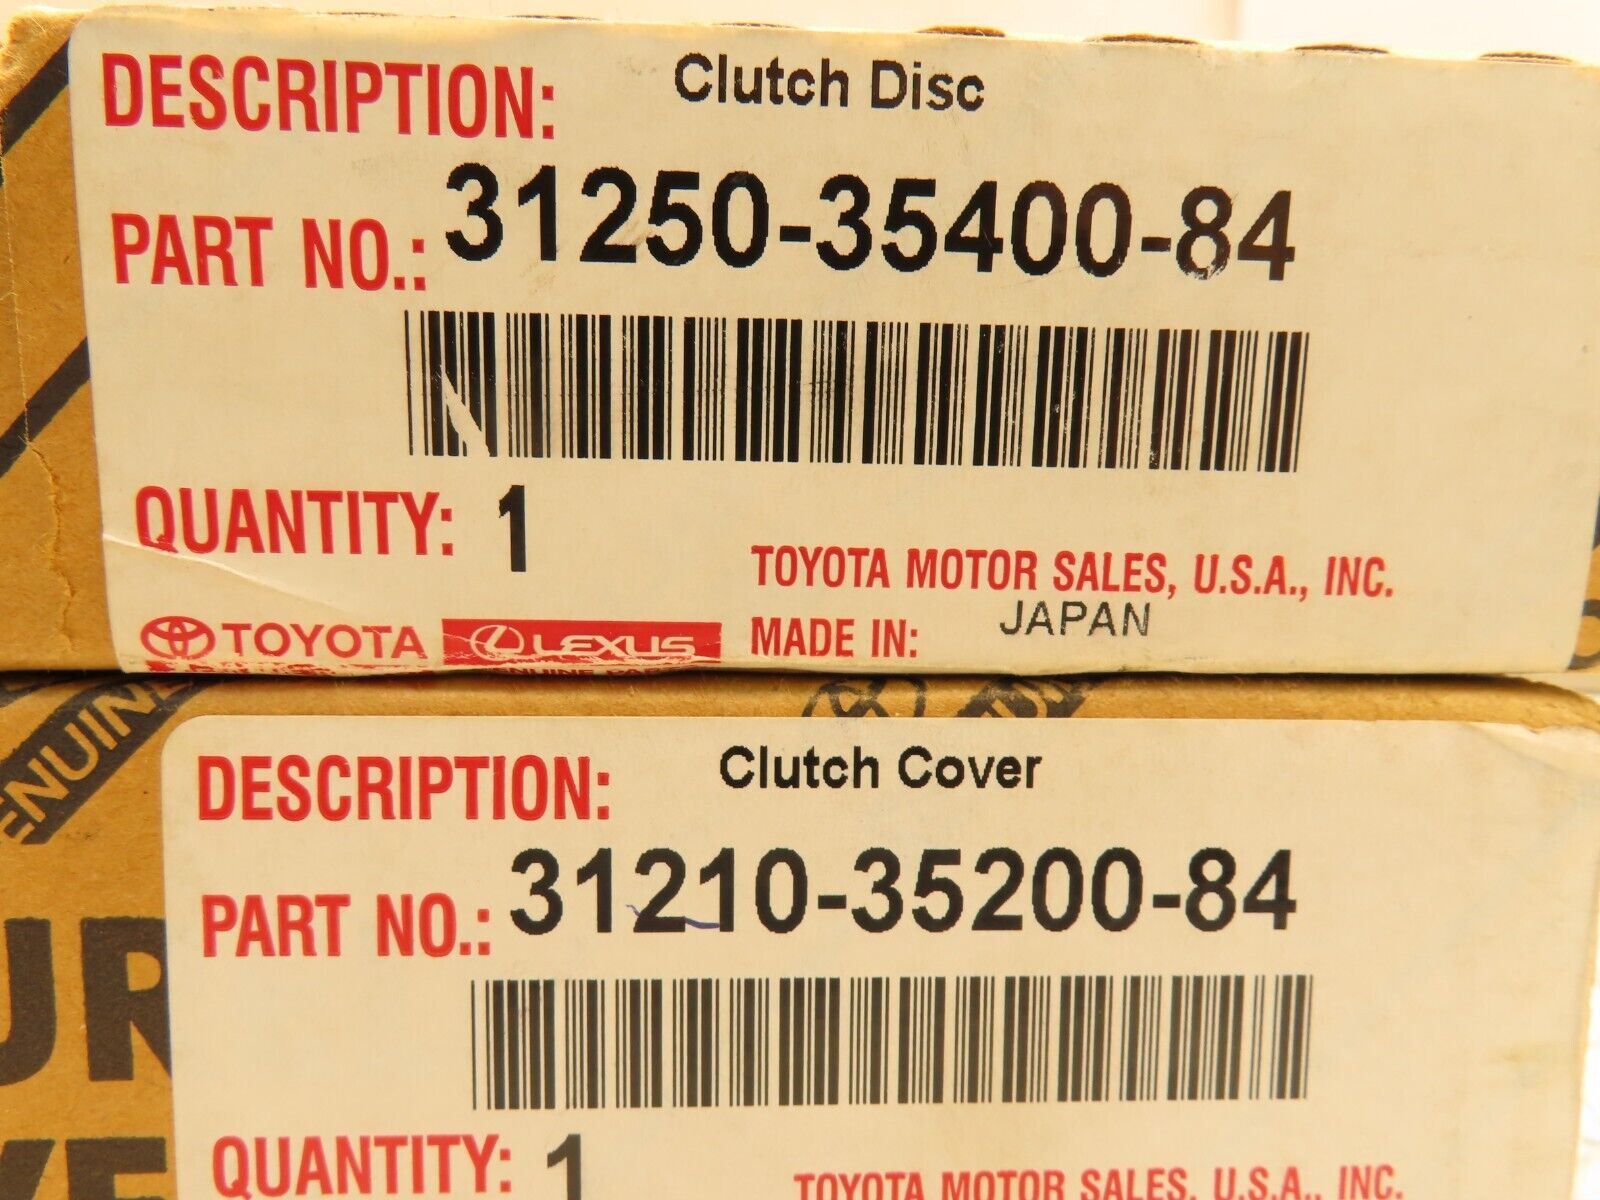 DESCRIPTION: Clutch Disc
PART NO.: 31250-35400-84
QUANTITY: 1
TOYOTA MOTOR SALES, U.S.A., INC.
TOYOTA LEXUS MADE IN: JAPAN
GENUINE
DESCRIPTION: Clutch Cover
PART NO.: 31210-35200-84
QUANTITY: 1
TOYOTA MOTOR SALES, U.S.A., INC.